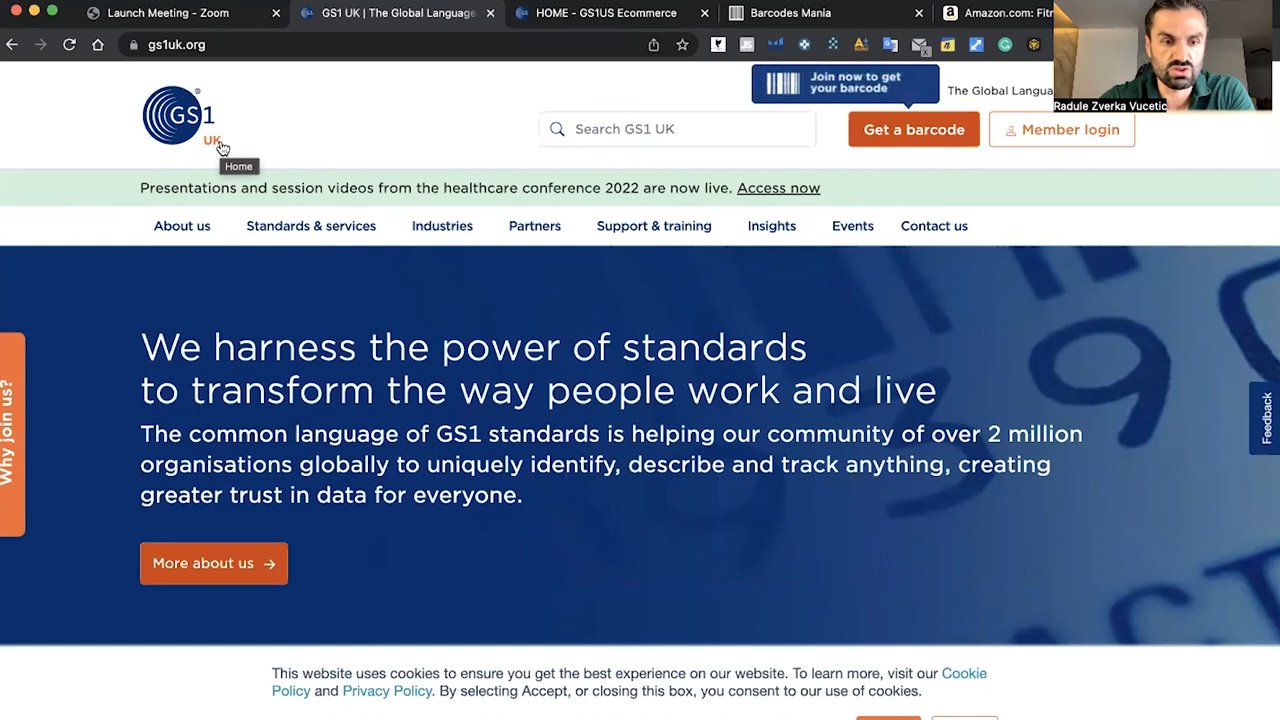 Launch Meeting - Zoom
GS1 UK | The Global Language
HOME - GS1US Ecommerce
Barcodes Mania
Amazon.com: Fitn
gs1uk.org
GS1
UK
Home
Join now to get
your barcode
The Global Langua
Radule Zverka Vucetic
Search GS1 UK
Get a barcode
Member login
Presentations and session videos from the healthcare conference 2022 are now live. Access now
About us Standards & services Industries Partners Support & training Insights Events Contact us
We harness the power of standards
to transform the way people work and live
The common language of GS1 standards is helping our community of over 2 million
organisations globally to uniquely identify, describe and track anything, creating
greater trust in data for everyone.
More about us →
Why join us?
Feedback
This website uses cookies to ensure you get the best experience on our website. To learn more, visit our Cookie
Policy and Privacy Policy. By selecting Accept, or closing this box, you consent to our use of cookies.